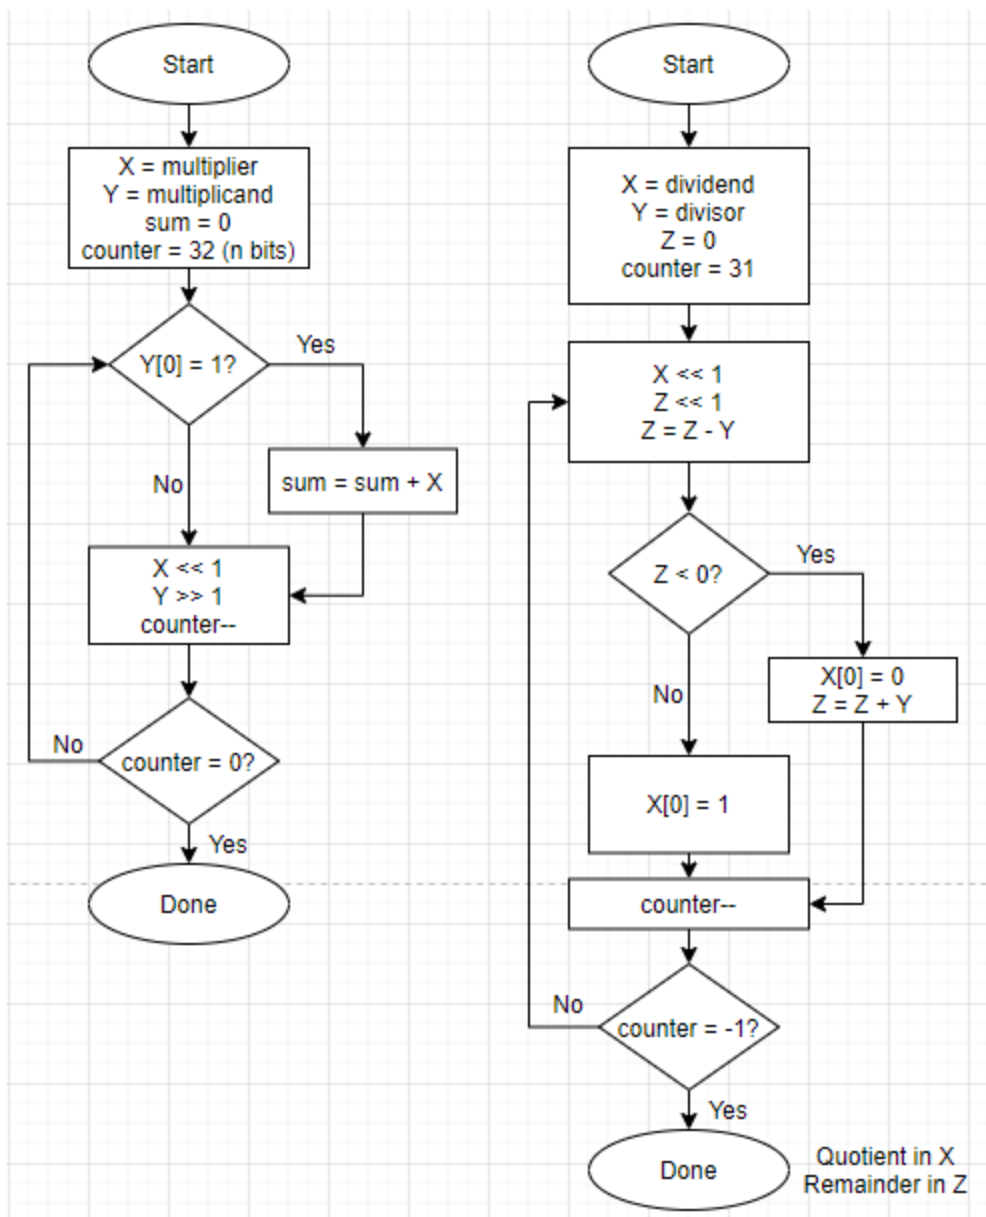 Start
X = multiplier
Y = multiplicand
sum = 0
counter = 32 (n bits)
Y[0] = 1?
Yes
No
sum = sum + X
X << 1
Y >> 1
counter--
No
counter = 0?
Yes
Done
Start
X = dividend
Y = divisor
Z = 0
counter = 31
X << 1
Z << 1
Z = Z - Y
Z < 0?
Yes
No
X[0] = 0
Z = Z + Y
X[0] = 1
counter--
No
counter = -1?
Yes
Done
Quotient in X
Remainder in Z